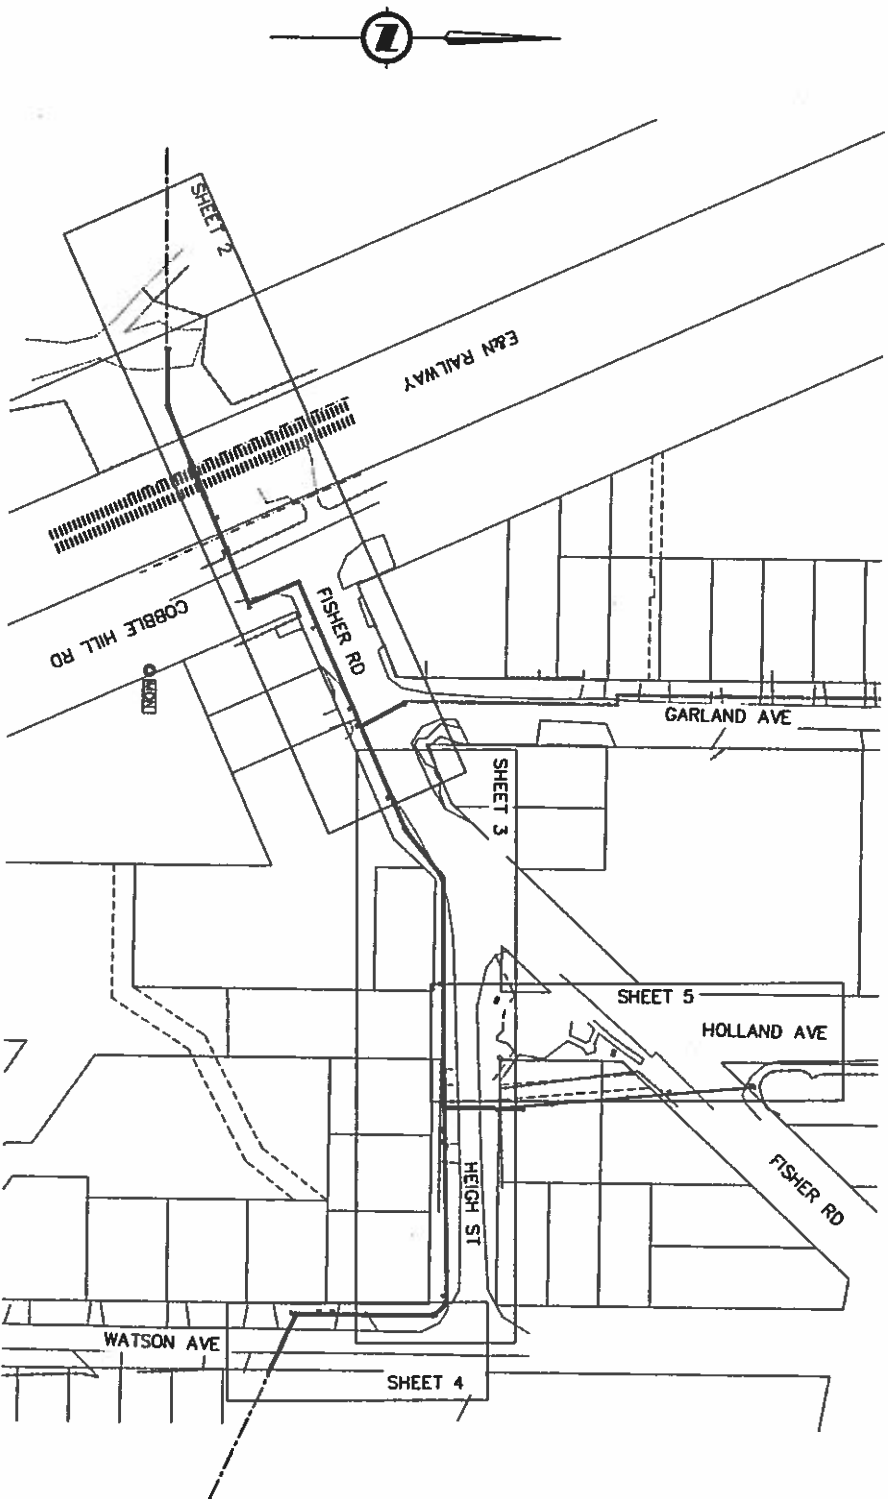 N
SHEET 2
E&N RAILWAY
COBBLE HILL RD
FISHER RD
MON
GARLAND AVE
SHEET 3
SHEET 5
HOLLAND AVE
FISHER RD
HEIGH ST
WATSON AVE
SHEET 4